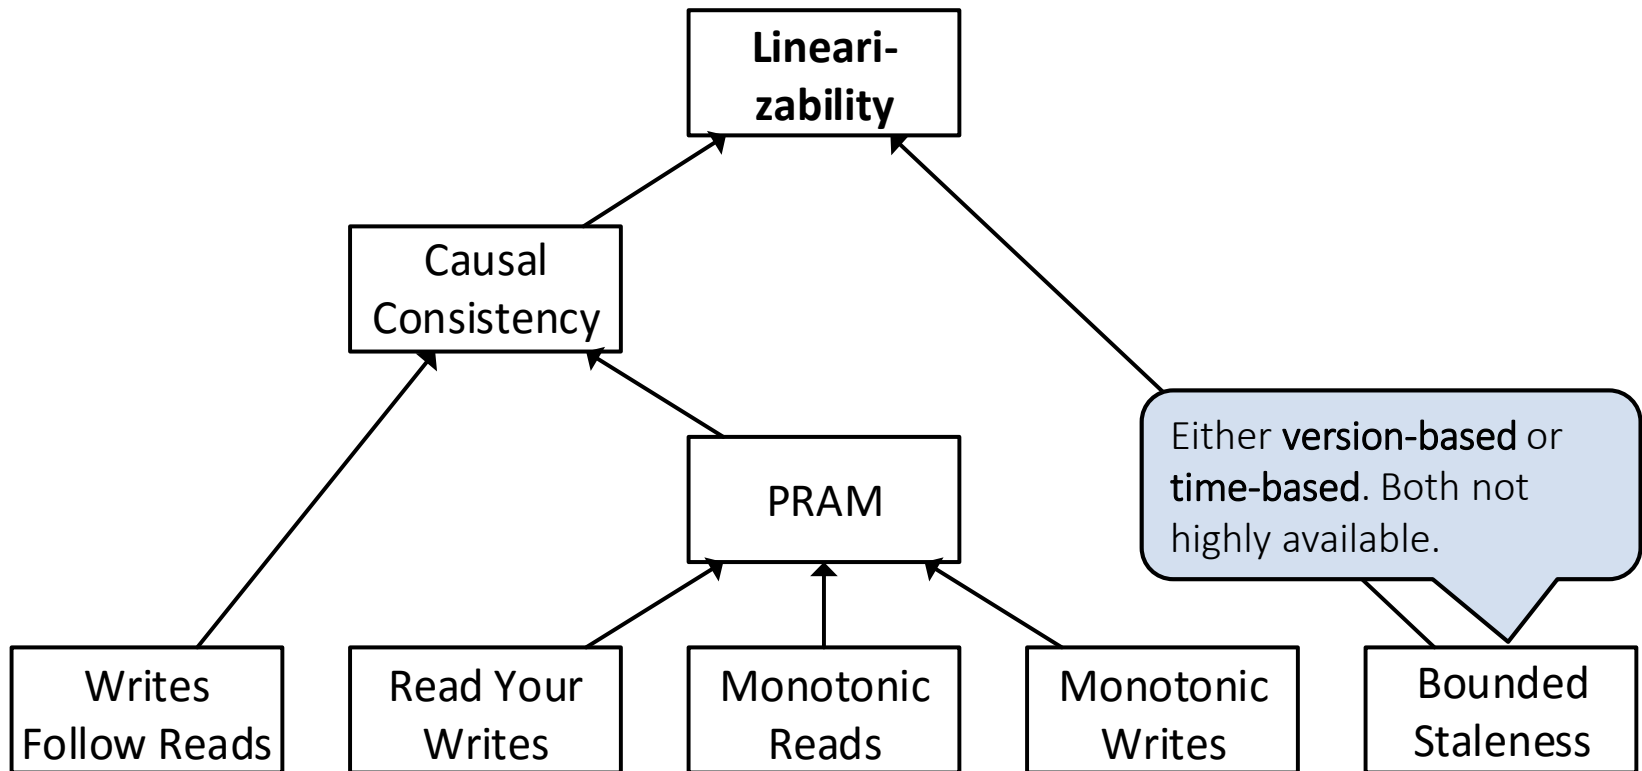 Lineari-
zability
Causal
Consistency
PRAM
Either version-based or
time-based. Both not
highly available.
Writes
Follow Reads
Read Your
Writes
Monotonic
Reads
Monotonic
Writes
Bounded
Staleness